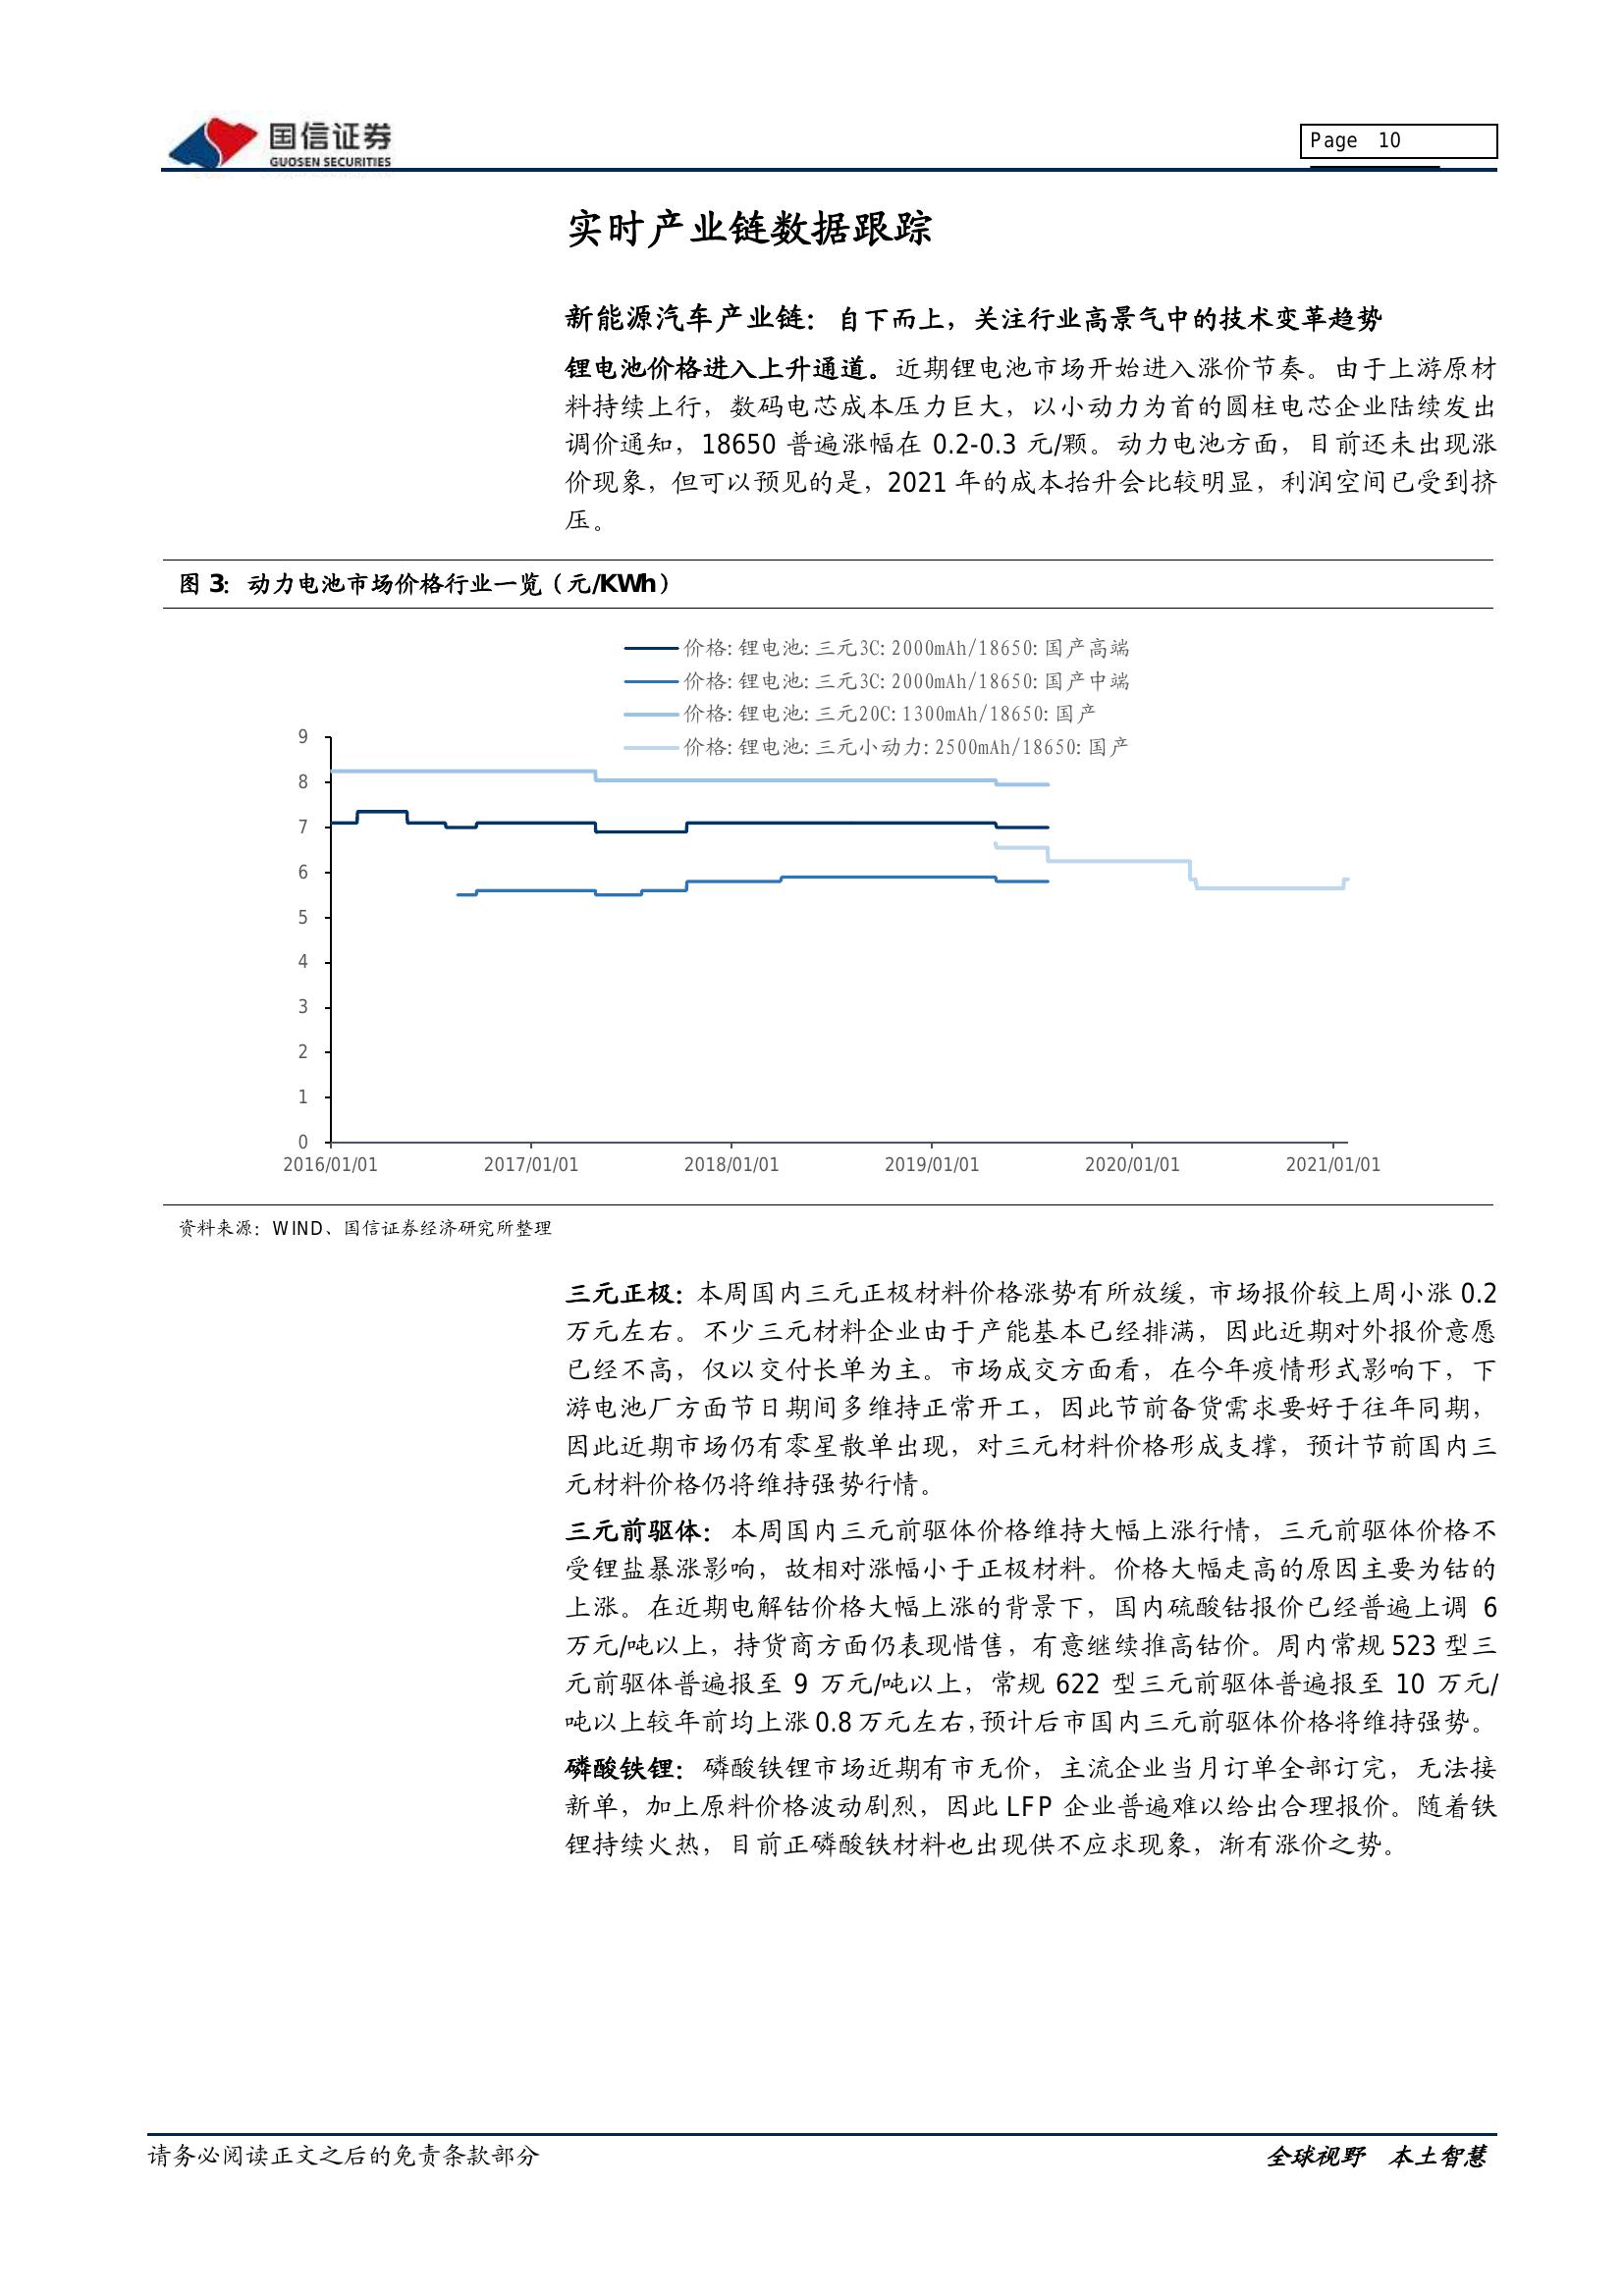 国信证券
GUOSEN SECURITIES
Page 10
实时产业链数据跟踪
新能源汽车产业链：自下而上，关注行业高景气中的技术变革趋势
锂电池价格进入上升通道。近期锂电池市场开始进入涨价节奏。由于上游原材
料持续上行，数码电芯成本压力巨大，以小动力为首的圆柱电芯企业陆续发出
调价通知，18650 普遍涨幅在 0.2-0.3 元/颗。动力电池方面，目前还未出现涨
价现象，但可以预见的是，2021 年的成本抬升会比较明显，利润空间已受到挤
压。
图 3：动力电池市场价格行业一览（元/KWh）
价格:锂电池:三元3C:2000mAh/18650:国产高端
价格:锂电池:三元3C:2000mAh/18650:国产中端
价格:锂电池:三元20C:1300mAh/18650:国产
价格:锂电池:三元小动力:2500mAh/18650:国产
9
8
7
6
5
4
3
2
1
0
2016/01/01 2017/01/01 2018/01/01 2019/01/01 2020/01/01 2021/01/01
资料来源：WIND、国信证券经济研究所整理
三元正极：本周国内三元正极材料价格涨势有所放缓，市场报价较上周小涨 0.2
万元左右。不少三元材料企业由于产能基本已经排满，因此近期对外报价意愿
已经不高，仅以交付长单为主。市场成交方面看，在今年疫情形式影响下，下
游电池厂方面节日期间多维持正常开工，因此节前备货需求要好于往年同期，
因此近期市场仍有零星散单出现，对三元材料价格形成支撑，预计节前国内三
元材料价格仍将维持强势行情。
三元前驱体：本周国内三元前驱体价格维持大幅上涨行情，三元前驱体价格不
受锂盐暴涨影响，故相对涨幅小于正极材料。价格大幅走高的原因主要为钴的
上涨。在近期电解钴价格大幅上涨的背景下，国内硫酸钴报价已经普遍上调 6
万元/吨以上，持货商方面仍表现惜售，有意继续推高钴价。周内常规 523 型三
元前驱体普遍报至 9 万元/吨以上，常规 622 型三元前驱体普遍报至 10 万元/
吨以上较年前均上涨 0.8 万元左右，预计后市国内三元前驱体价格将维持强势。
磷酸铁锂：磷酸铁锂市场近期有市无价，主流企业当月订单全部订完，无法接
新单，加上原料价格波动剧烈，因此 LFP 企业普遍难以给出合理报价。随着铁
锂持续火热，目前正磷酸铁材料也出现供不应求现象，渐有涨价之势。
请务必阅读正文之后的免责条款部分
全球视野 本土智慧